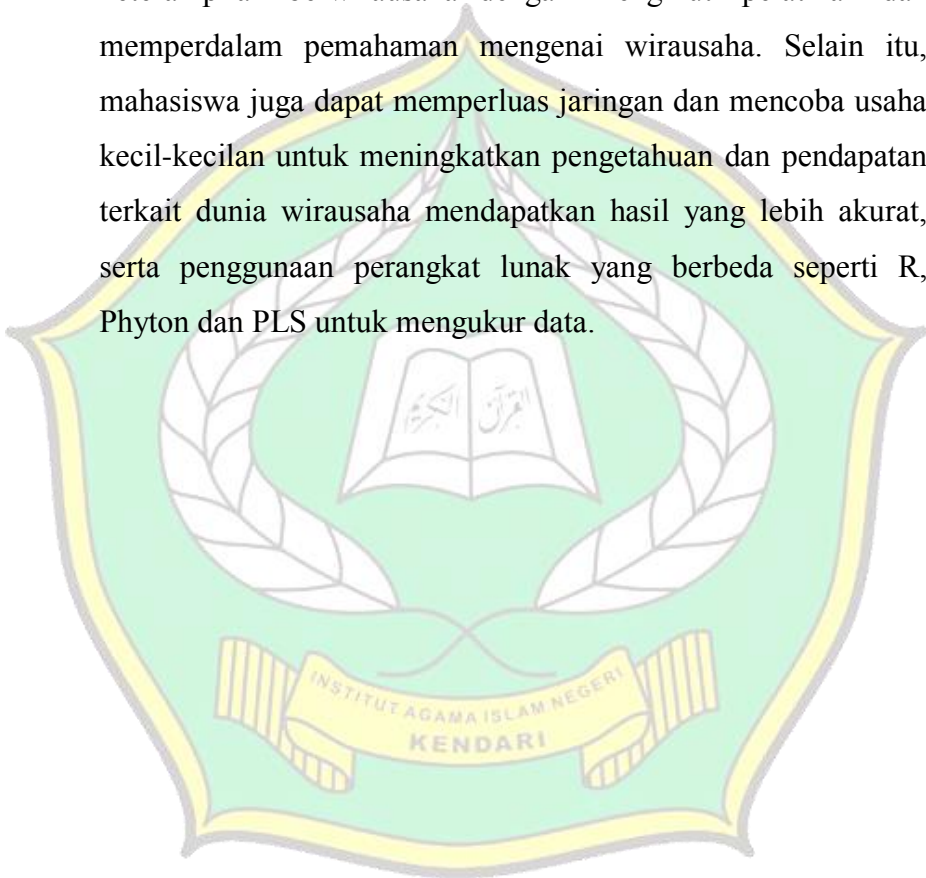 memperdalam pemahaman mengenai wirausaha. Selain itu,
mahasiswa juga dapat memperluas jaringan dan mencoba usaha
kecil-kecilan untuk meningkatkan pengetahuan dan pendapatan
terkait dunia wirausaha mendapatkan hasil yang lebih akurat,
serta penggunaan perangkat lunak yang berbeda seperti R,
Phyton dan PLS untuk mengukur data.
القرآن الكريم
INSTITUT AGAMA ISLAM NEGERI
KENDARI